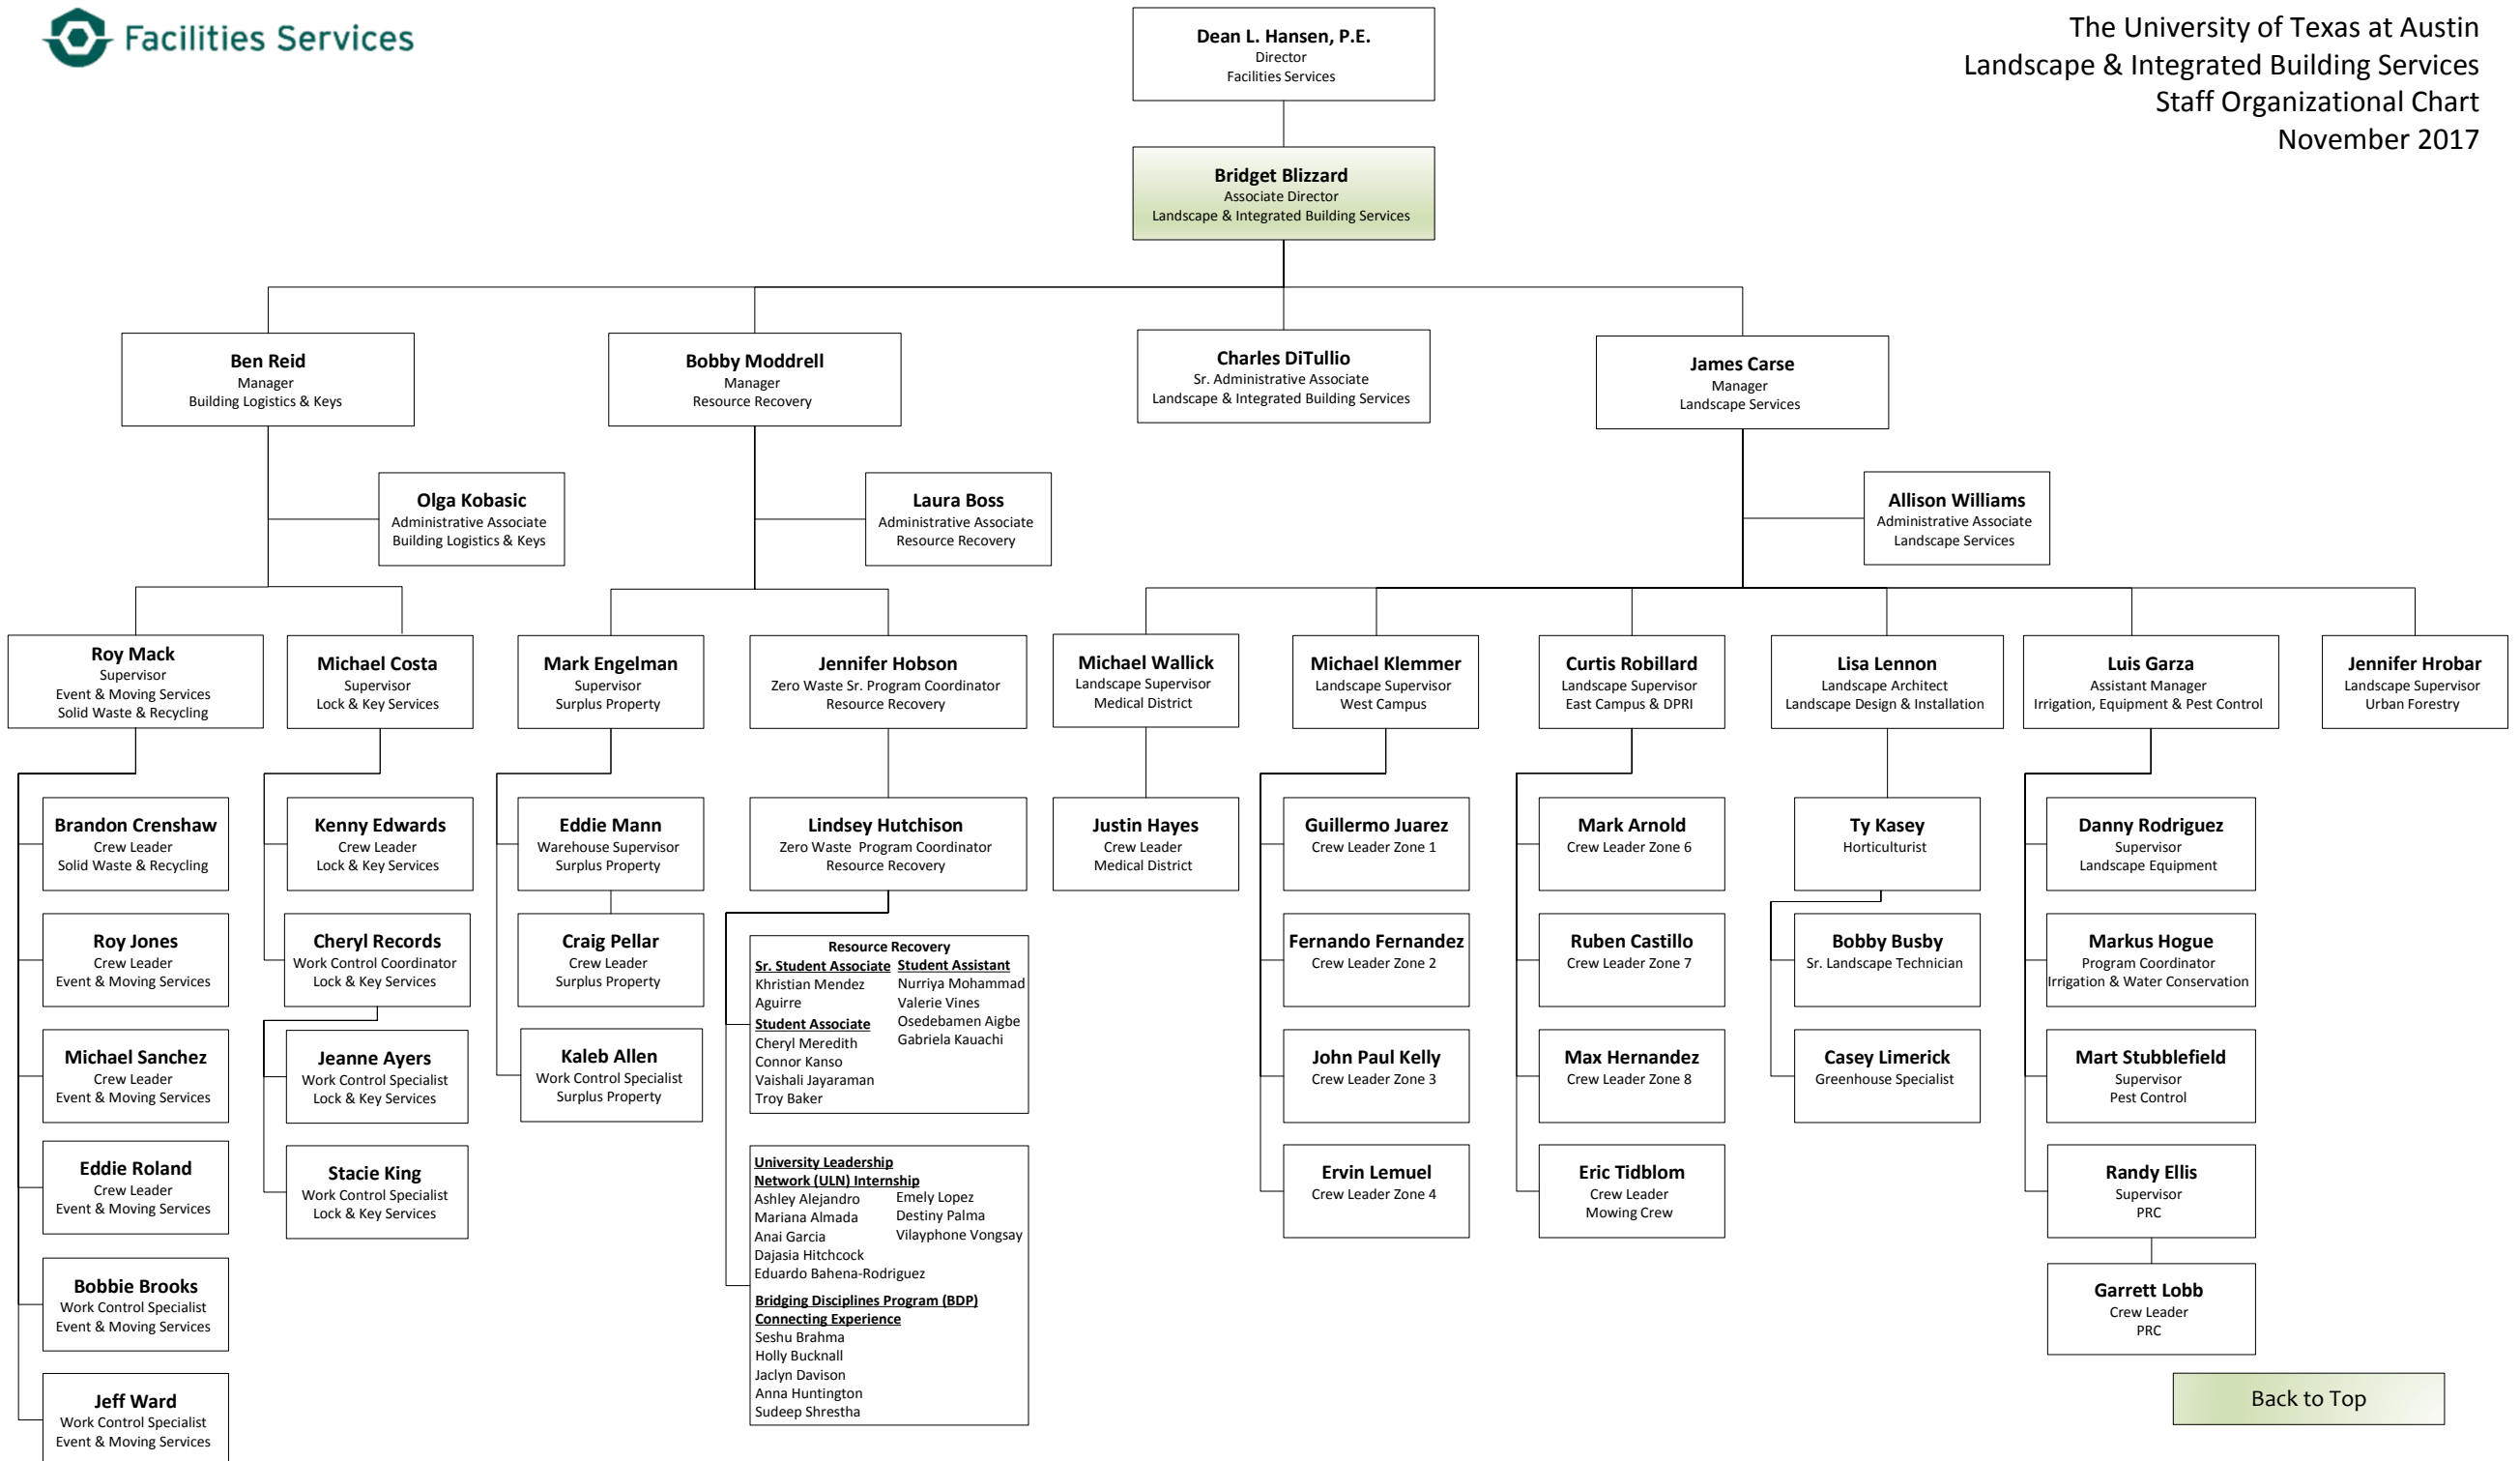 Facilities Services
The University of Texas at Austin
Landscape & Integrated Building Services
Staff Organizational Chart
November 2017
Dean L. Hansen, P.E.
Director
Facilities Services
Bridget Blizzard
Associate Director
Landscape & Integrated Building Services
Ben Reid
Manager
Building Logistics & Keys
Bobby Moddrell
Manager
Resource Recovery
Charles DiTullio
Sr. Administrative Associate
Landscape & Integrated Building Services
James Carse
Manager
Landscape Services
Olga Kobasic
Administrative Associate
Building Logistics & Keys
Laura Boss
Administrative Associate
Resource Recovery
Allison Williams
Administrative Associate
Landscape Services
Roy Mack
Supervisor
Event & Moving Services
Solid Waste & Recycling
Michael Costa
Supervisor
Lock & Key Services
Mark Engelman
Supervisor
Surplus Property
Jennifer Hobson
Zero Waste Sr. Program Coordinator
Resource Recovery
Michael Wallick
Landscape Supervisor
Medical District
Michael Klemmer
Landscape Supervisor
West Campus
Curtis Robillard
Landscape Supervisor
East Campus & DPRI
Lisa Lennon
Landscape Architect
Landscape Design & Installation
Luis Garza
Assistant Manager
Irrigation, Equipment & Pest Control
Jennifer Hrobar
Landscape Supervisor
Urban Forestry
Brandon Crenshaw
Crew Leader
Solid Waste & Recycling
Roy Jones
Crew Leader
Event & Moving Services
Michael Sanchez
Crew Leader
Event & Moving Services
Eddie Roland
Crew Leader
Event & Moving Services
Bobbie Brooks
Work Control Specialist
Event & Moving Services
Jeff Ward
Work Control Specialist
Event & Moving Services
Kenny Edwards
Crew Leader
Lock & Key Services
Cheryl Records
Work Control Coordinator
Lock & Key Services
Jeanne Ayers
Work Control Specialist
Lock & Key Services
Stacie King
Work Control Specialist
Lock & Key Services
Eddie Mann
Warehouse Supervisor
Surplus Property
Craig Pellar
Crew Leader
Surplus Property
Kaleb Allen
Work Control Specialist
Surplus Property
Lindsey Hutchison
Zero Waste  Program Coordinator
Resource Recovery
Resource Recovery
Sr. Student Associate
Khristian Mendez
Aguirre
Student Associate
Cheryl Meredith
Connor Kanso
Vaishali Jayaraman
Troy Baker
Student Assistant
Nurriya Mohammad
Valerie Vines
Osedebamen Aigbe
Gabriela Kauachi
University Leadership
Network (ULN) Internship
Ashley Alejandro
Mariana Almada
Anai Garcia
Dajasia Hitchcock
Eduardo Bahena-Rodriguez
Emely Lopez
Destiny Palma
Vilayphone Vongsay
Bridging Disciplines Program (BDP)
Connecting Experience
Seshu Brahma
Holly Bucknall
Jaclyn Davison
Anna Huntington
Sudeep Shrestha
Justin Hayes
Crew Leader
Medical District
Guillermo Juarez
Crew Leader Zone 1
Fernando Fernandez
Crew Leader Zone 2
John Paul Kelly
Crew Leader Zone 3
Ervin Lemuel
Crew Leader Zone 4
Mark Arnold
Crew Leader Zone 6
Ruben Castillo
Crew Leader Zone 7
Max Hernandez
Crew Leader Zone 8
Eric Tidblom
Crew Leader
Mowing Crew
Ty Kasey
Horticulturist
Bobby Busby
Sr. Landscape Technician
Casey Limerick
Greenhouse Specialist
Danny Rodriguez
Supervisor
Landscape Equipment
Markus Hogue
Program Coordinator
Irrigation & Water Conservation
Mart Stubblefield
Supervisor
Pest Control
Randy Ellis
Supervisor
PRC
Garrett Lobb
Crew Leader
PRC
Back to Top